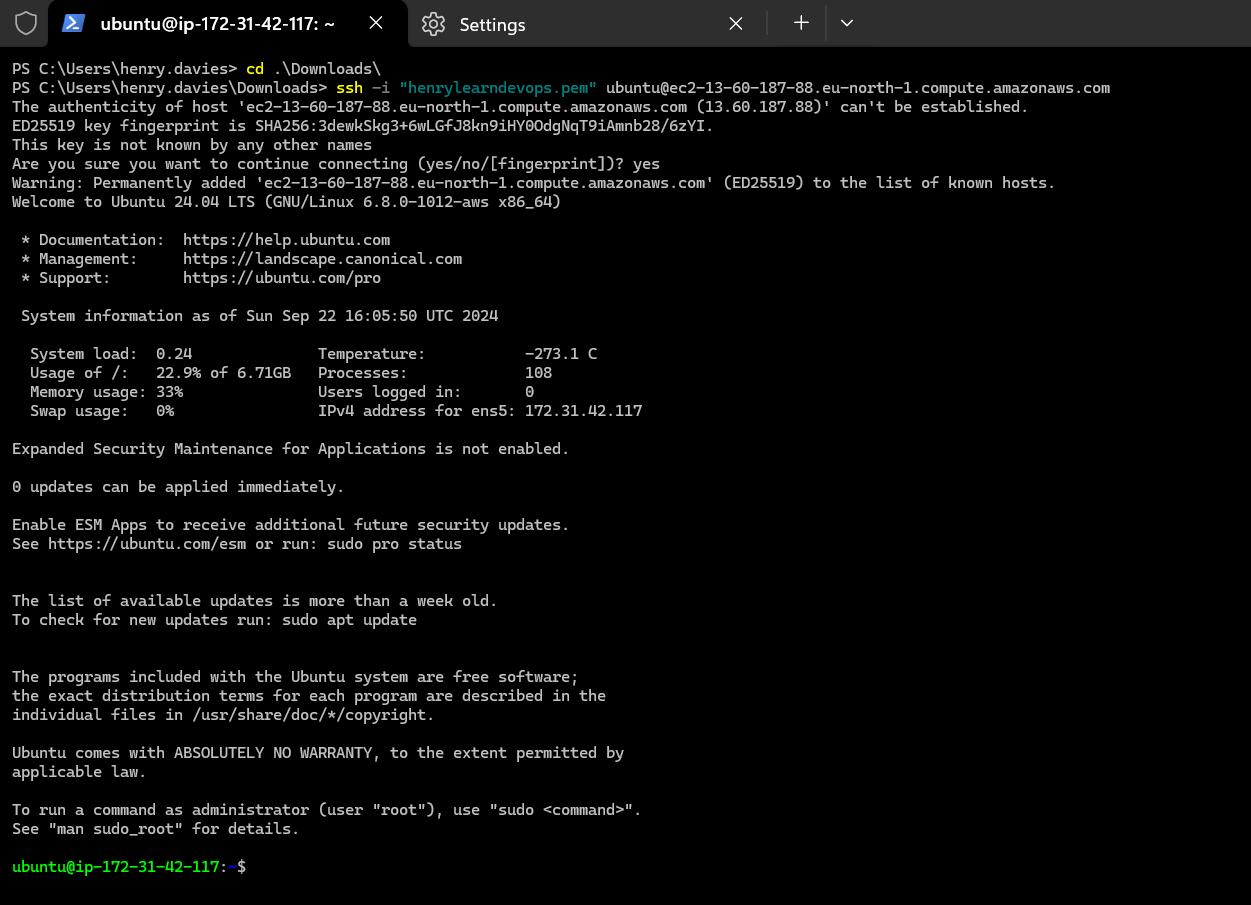 ubuntu@ip-172-31-42-117: ~
Settings
PS C:\Users\henry.davies> cd .\Downloads\
PS C:\Users\henry.davies\Downloads> ssh -i "henrylearndevops.pem" ubuntu@ec2-13-60-187-88.eu-north-1.compute.amazonaws.com
The authenticity of host 'ec2-13-60-187-88.eu-north-1.compute.amazonaws.com (13.60.187.88)' can't be established.
ED25519 key fingerprint is SHA256:3dewkSkg3+6wLGfJ8kn9iHY0OdgNqT9iAmnb28/6zYI.
This key is not known by any other names
Are you sure you want to continue connecting (yes/no/[fingerprint])? yes
Warning: Permanently added 'ec2-13-60-187-88.eu-north-1.compute.amazonaws.com' (ED25519) to the list of known hosts.
Welcome to Ubuntu 24.04 LTS (GNU/Linux 6.8.0-1012-aws x86_64)
* Documentation:  https://help.ubuntu.com
* Management:     https://landscape.canonical.com
* Support:        https://ubuntu.com/pro
System information as of Sun Sep 22 16:05:50 UTC 2024
System load:  0.24              Temperature:           -273.1 C
Usage of /:   22.9% of 6.71GB   Processes:             108
Memory usage: 33%               Users logged in:       0
Swap usage:   0%                IPv4 address for ens5: 172.31.42.117
Expanded Security Maintenance for Applications is not enabled.
0 updates can be applied immediately.
Enable ESM Apps to receive additional future security updates.
See https://ubuntu.com/esm or run: sudo pro status
The list of available updates is more than a week old.
To check for new updates run: sudo apt update
The programs included with the Ubuntu system are free software;
the exact distribution terms for each program are described in the
individual files in /usr/share/doc/*/copyright.
Ubuntu comes with ABSOLUTELY NO WARRANTY, to the extent permitted by
applicable law.
To run a command as administrator (user "root"), use "sudo <command>".
See "man sudo_root" for details.
ubuntu@ip-172-31-42-117:~$